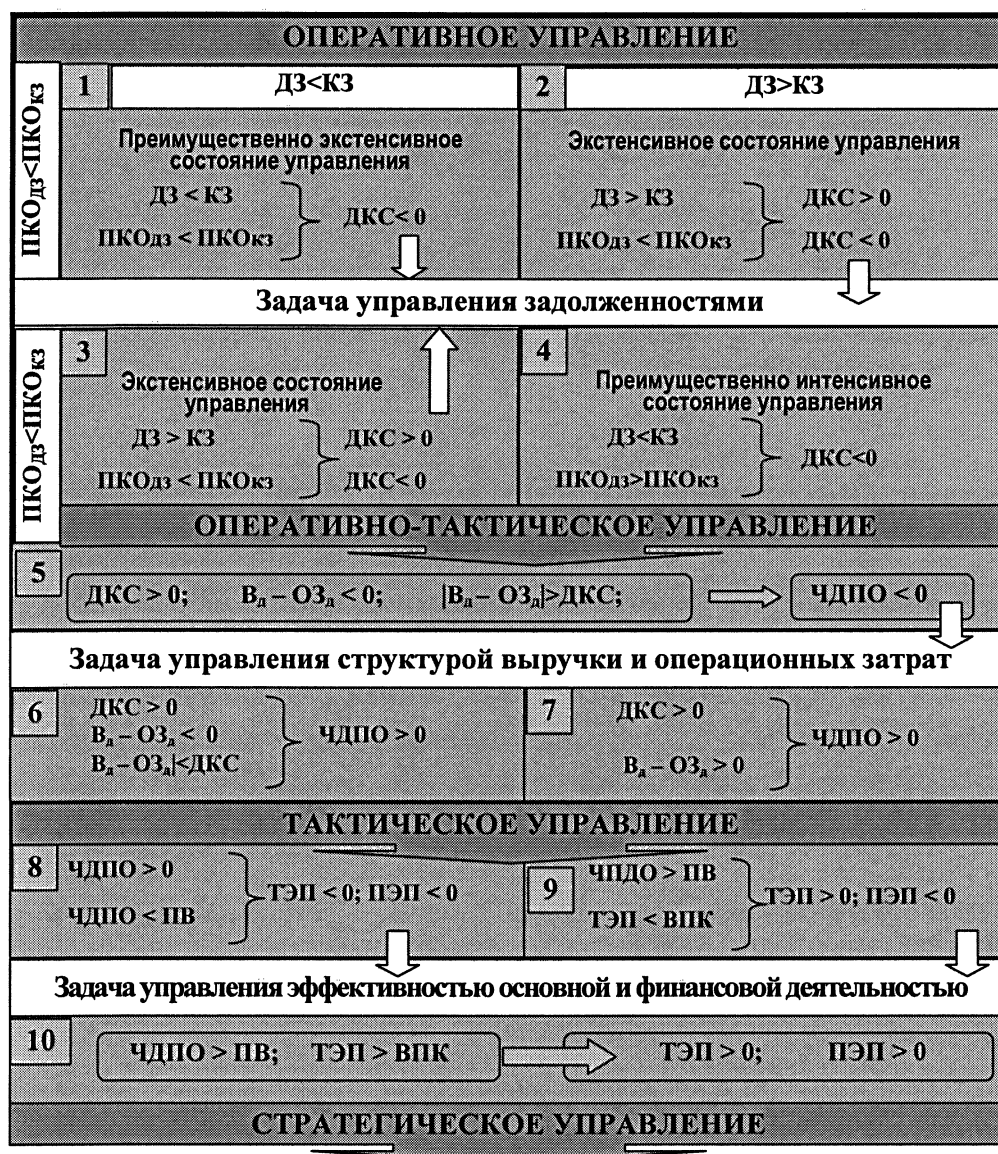 ОПЕРАТИВНОЕ УПРАВЛЕНИЕ
ПКОдз<ПКОкз
1
ДЗ<КЗ
2
ДЗ>КЗ
Преимущественно экстенсивное
состояние управления
ДЗ < КЗ
ПКОдз < ПКОкз
ДКС< 0
Экстенсивное состояние управления
ДЗ > КЗ
ПКОдз < ПКОкз
ДКС > 0
ДКС < 0
Задача управления задолженностями
ПКОдз<ПКОкз
3
Экстенсивное состояние
управления
ДЗ > КЗ
ПКОдз < ПКОкз
ДКС > 0
ДКС< 0
4
Преимущественно интенсивное
состояние управления
ДЗ<КЗ
ПКОдз>ПКОкз
ДКС<0
ОПЕРАТИВНО-ТАКТИЧЕСКОЕ УПРАВЛЕНИЕ
5
ДКС > 0; Вд – ОЗд < 0; |Вд – ОЗд|>ДКС;
ЧДПО < 0
Задача управления структурой выручки и операционных затрат
6
ДКС > 0
Вд – ОЗд < 0
Вд – ОЗд|<ДКС
ЧДПО > 0
7
ДКС > 0
Вд – ОЗд > 0
ЧДПО > 0
ТАКТИЧЕСКОЕ УПРАВЛЕНИЕ
8
ЧДПО > 0
ЧДПО < ПВ
ТЭП < 0; ПЭП < 0
9
ЧПДО > ПВ
ТЭП < ВПК
ТЭП > 0; ПЭП < 0
Задача управления эффективностью основной и финансовой деятельностью
10
ЧДПО > ПВ; ТЭП > ВПК
ТЭП > 0; ПЭП > 0
СТРАТЕГИЧЕСКОЕ УПРАВЛЕНИЕ